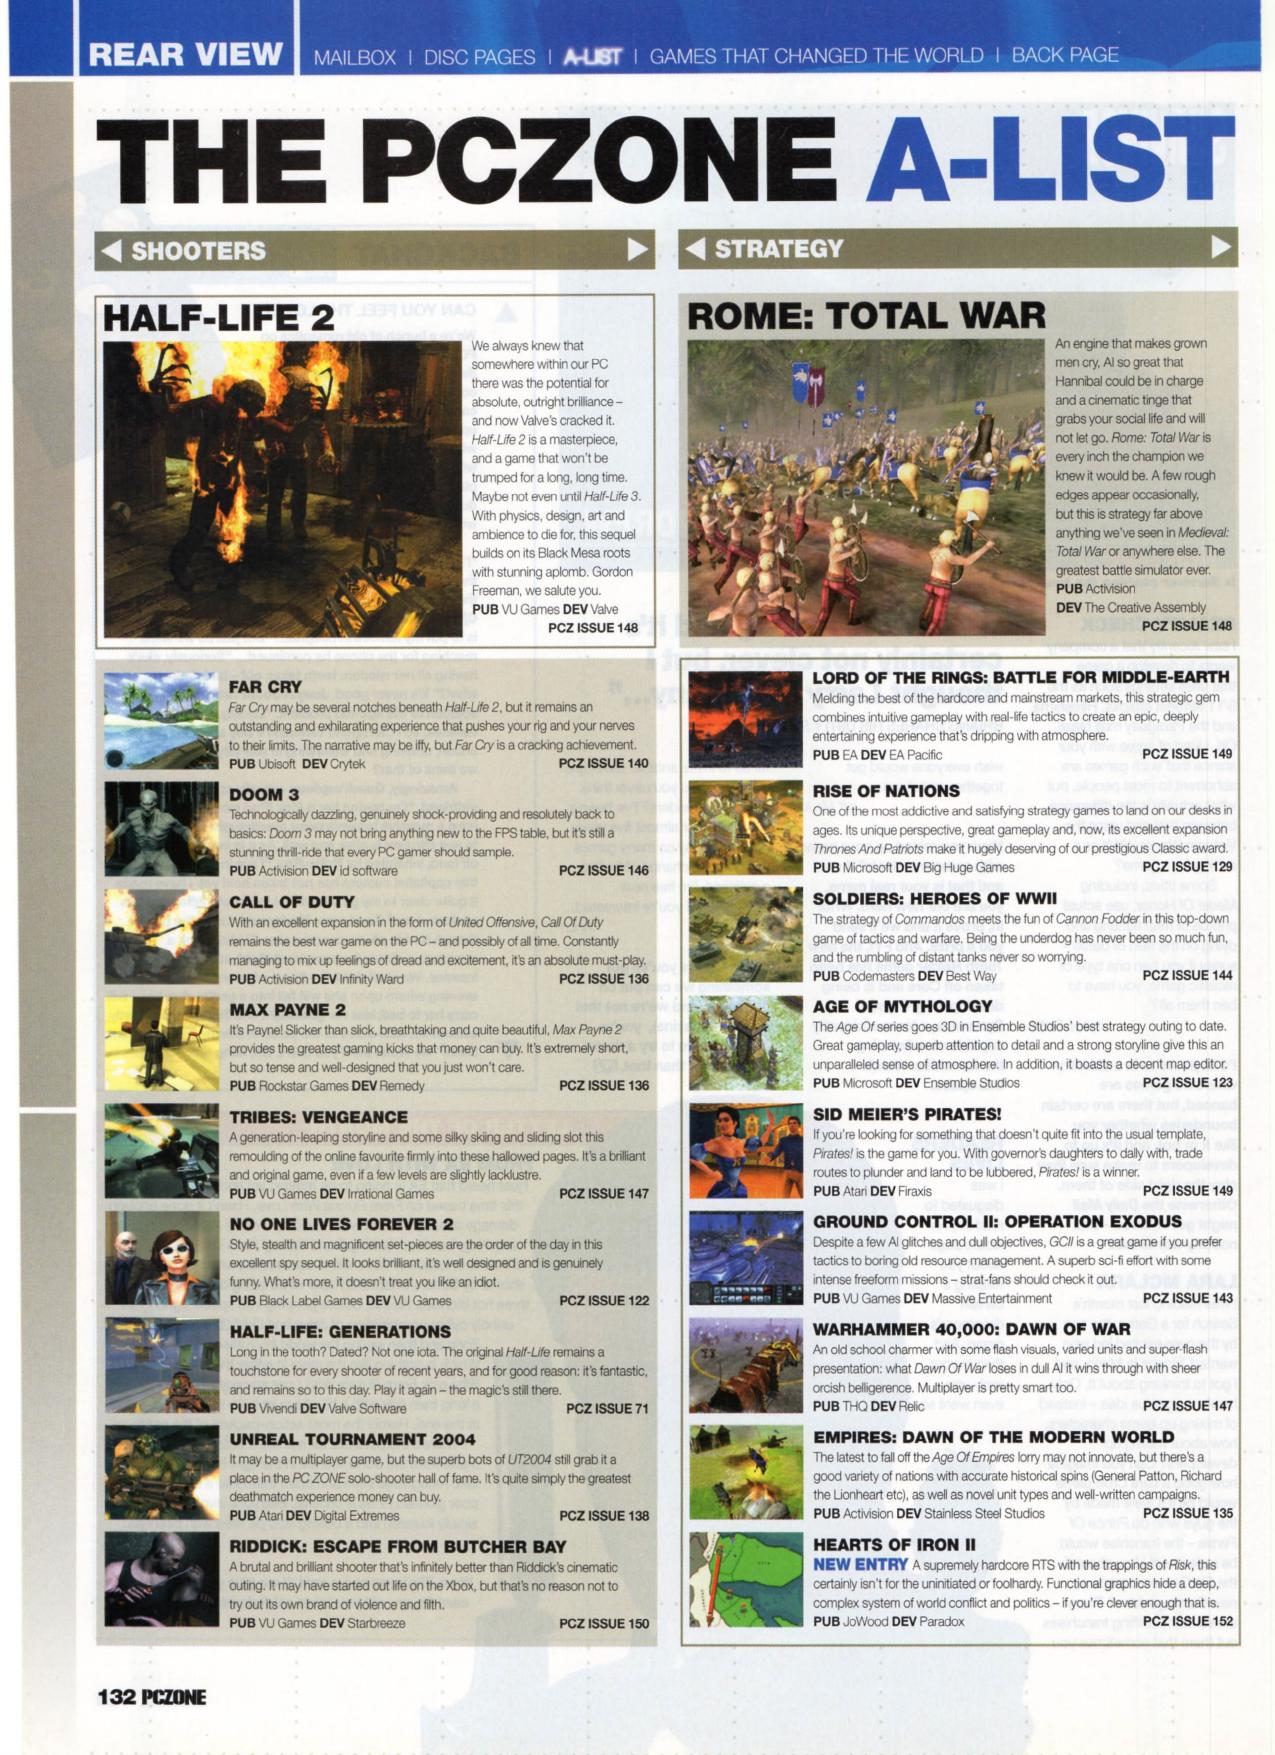 REAR VIEW
MAILBOX | DISC PAGES | A-LIST | GAMES THAT CHANGED THE WORLD | BACK PAGE
THE PCZONE A-LIST
SHOOTERS
HALF-LIFE 2
We always knew that
somewhere within our PC
there was the potential for
absolute, outright brilliance –
and now Valve's cracked it.
Half-Life 2 is a masterpiece,
and a game that won't be
trumped for a long, long time.
Maybe not even until Half-Life 3.
With physics, design, art and
ambience to die for, this sequel
builds on its Black Mesa roots
with stunning aplomb. Gordon
Freeman, we salute you.
PUB VU Games DEV Valve
PCZ ISSUE 148
FAR CRY
Far Cry may be several notches beneath Half-Life 2, but it remains an
outstanding and exhilarating experience that pushes your rig and your nerves
to their limits. The narrative may be iffy, but Far Cry is a cracking achievement.
PUB Ubisoft DEV Crytek PCZ ISSUE 140
DOOM 3
Technologically dazzling, genuinely shock-providing and resolutely back to
basics: Doom 3 may not bring anything new to the FPS table, but it's still a
stunning thrill-ride that every PC gamer should sample.
PUB Activision DEV id software PCZ ISSUE 146
CALL OF DUTY
With an excellent expansion in the form of United Offensive, Call Of Duty
remains the best war game on the PC – and possibly of all time. Constantly
managing to mix up feelings of dread and excitement, it's an absolute must-play.
PUB Activision DEV Infinity Ward PCZ ISSUE 136
MAX PAYNE 2
It's Payne! Slicker than slick, breathtaking and quite beautiful, Max Payne 2
provides the greatest gaming kicks that money can buy. It's extremely short,
but so tense and well-designed that you just won't care.
PUB Rockstar Games DEV Remedy PCZ ISSUE 136
TRIBES: VENGEANCE
A generation-leaping storyline and some silky skiing and sliding slot this
remoulding of the online favourite firmly into these hallowed pages. It's a brilliant
and original game, even if a few levels are slightly lacklustre.
PUB VU Games DEV Irrational Games PCZ ISSUE 147
NO ONE LIVES FOREVER 2
Style, stealth and magnificent set-pieces are the order of the day in this
excellent spy sequel. It looks brilliant, it's well designed and is genuinely
funny. What's more, it doesn't treat you like an idiot.
PUB Black Label Games DEV VU Games PCZ ISSUE 122
HALF-LIFE: GENERATIONS
Long in the tooth? Dated? Not one iota. The original Half-Life remains a
touchstone for every shooter of recent years, and for good reason: it's fantastic,
and remains so to this day. Play it again – the magic's still there.
PUB Vivendi DEV Valve Software PCZ ISSUE 71
UNREAL TOURNAMENT 2004
It may be a multiplayer game, but the superb bots of UT2004 still grab it a
place in the PC ZONE solo-shooter hall of fame. It's quite simply the greatest
deathmatch experience money can buy.
PUB Atari DEV Digital Extremes PCZ ISSUE 138
RIDDICK: ESCAPE FROM BUTCHER BAY
A brutal and brilliant shooter that's infinitely better than Riddick's cinematic
outing. It may have started out life on the Xbox, but that's no reason not to
try out its own brand of violence and filth.
PUB VU Games DEV Starbreeze PCZ ISSUE 150
STRATEGY
ROME: TOTAL WAR
An engine that makes grown
men cry, AI so great that
Hannibal could be in charge
and a cinematic tinge that
grabs your social life and will
not let go. Rome: Total War is
every inch the champion we
knew it would be. A few rough
edges appear occasionally,
but this is strategy far above
anything we've seen in Medieval:
Total War or anywhere else. The
greatest battle simulator ever.
PUB Activision
DEV The Creative Assembly
PCZ ISSUE 148
LORD OF THE RINGS: BATTLE FOR MIDDLE-EARTH
Melding the best of the hardcore and mainstream markets, this strategic gem
combines intuitive gameplay with real-life tactics to create an epic, deeply
entertaining experience that's dripping with atmosphere.
PUB EA DEV EA Pacific PCZ ISSUE 149
RISE OF NATIONS
One of the most addictive and satisfying strategy games to land on our desks in
ages. Its unique perspective, great gameplay and, now, its excellent expansion
Thrones And Patriots make it hugely deserving of our prestigious Classic award.
PUB Microsoft DEV Big Huge Games PCZ ISSUE 129
SOLDIERS: HEROES OF WWII
The strategy of Commandos meets the fun of Cannon Fodder in this top-down
game of tactics and warfare. Being the underdog has never been so much fun,
and the rumbling of distant tanks never so worrying.
PUB Codemasters DEV Best Way PCZ ISSUE 144
AGE OF MYTHOLOGY
The Age Of series goes 3D in Ensemble Studios' best strategy outing to date.
Great gameplay, superb attention to detail and a strong storyline give this an
unparalleled sense of atmosphere. In addition, it boasts a decent map editor.
PUB Microsoft DEV Ensemble Studios PCZ ISSUE 123
SID MEIER'S PIRATES!
If you're looking for something that doesn't quite fit into the usual template,
Pirates! is the game for you. With governor's daughters to dally with, trade
routes to plunder and land to be lubbered, Pirates! is a winner.
PUB Atari DEV Firaxis PCZ ISSUE 149
GROUND CONTROL II: OPERATION EXODUS
Despite a few AI glitches and dull objectives, GCII is a great game if you prefer
tactics to boring old resource management. A superb sci-fi effort with some
intense freeform missions – strat-fans should check it out.
PUB VU Games DEV Massive Entertainment PCZ ISSUE 143
WARHAMMER 40,000: DAWN OF WAR
An old school charmer with some flash visuals, varied units and super-flash
presentation: what Dawn Of War loses in dull AI it wins through with sheer
orcish belligerence. Multiplayer is pretty smart too.
PUB THQ DEV Relic PCZ ISSUE 147
EMPIRES: DAWN OF THE MODERN WORLD
The latest to fall off the Age Of Empires lorry may not innovate, but there's a
good variety of nations with accurate historical spins (General Patton, Richard
the Lionheart etc), as well as novel unit types and well-written campaigns.
PUB Activision DEV Stainless Steel Studios PCZ ISSUE 135
HEARTS OF IRON II
NEW ENTRY A supremely hardcore RTS with the trappings of Risk, this
certainly isn't for the uninitiated or foolhardy. Functional graphics hide a deep,
complex system of world conflict and politics – if you're clever enough that is.
PUB JoWood DEV Paradox PCZ ISSUE 152
132 PCZONE